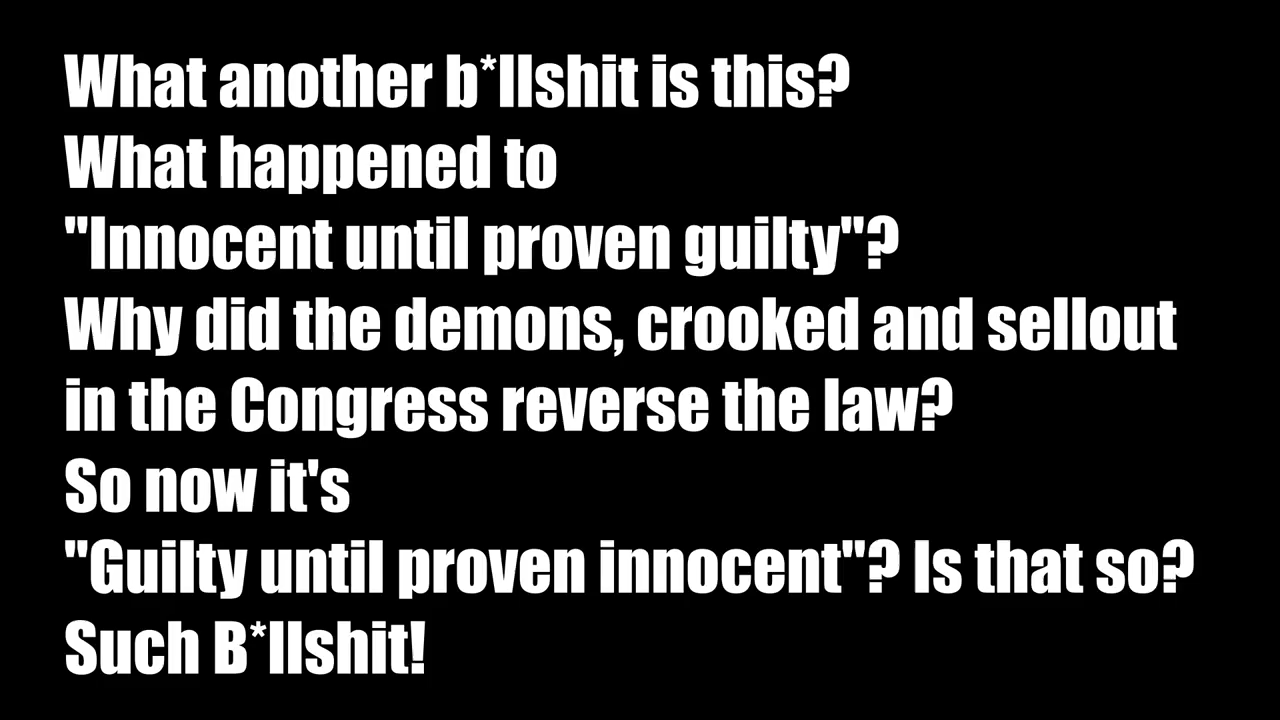 What another b*llshit is this?
What happened to
"Innocent until proven guilty"?
Why did the demons, crooked and sellout
in the Congress reverse the law?
So now it's
"Guilty until proven innocent"? Is that so?
Such B*llshit!